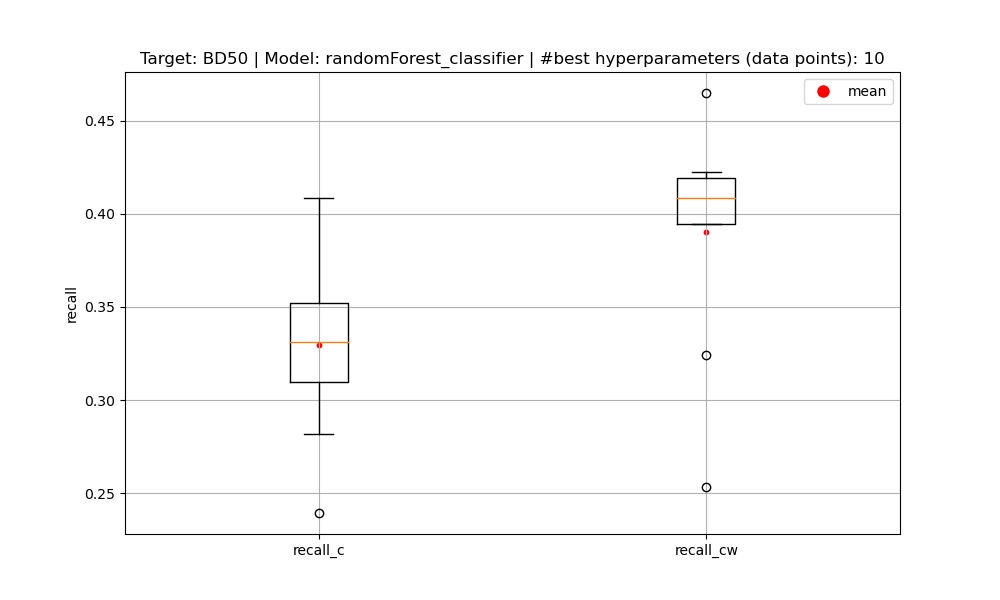 Target: BD50 | Model: randomForest_classifier | #best hyperparameters (data points): 10
mean
0.45
0.40
0.35
0.30
0.25
recall
recall_c
recall_cw